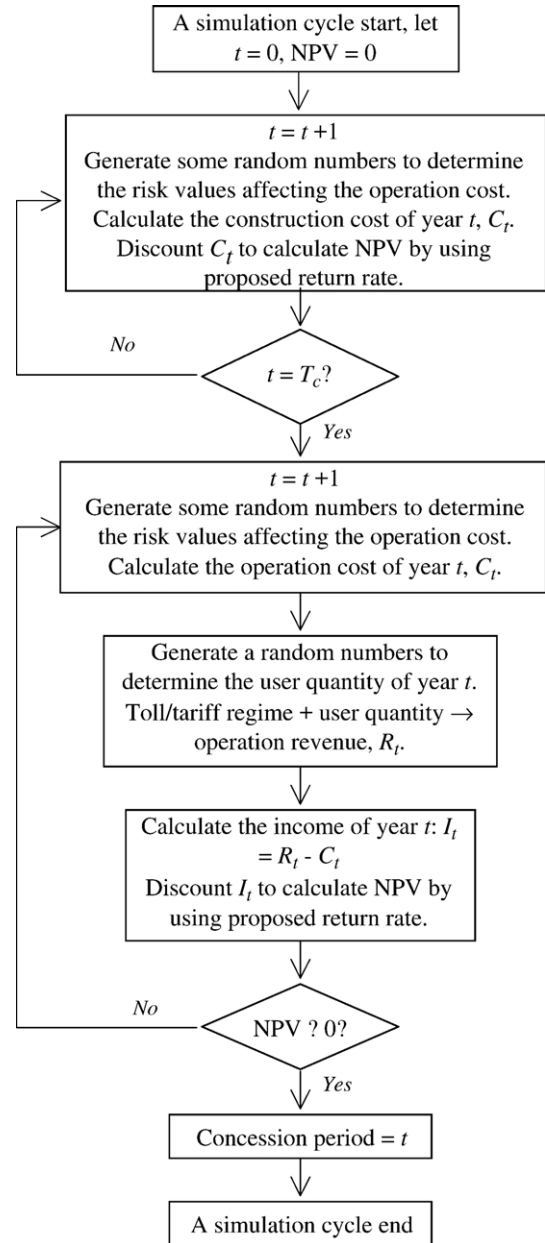 A simulation cycle start, let
t = 0, NPV = 0
t = t +1
Generate some random numbers to determine
the risk values affecting the operation cost.
Calculate the construction cost of year t, Ct.
Discount Ct to calculate NPV by using
proposed return rate.
No
t = Tc?
Yes
t = t +1
Generate some random numbers to determine
the risk values affecting the operation cost.
Calculate the operation cost of year t, Ct.
Generate a random numbers to
determine the user quantity of year t.
Toll/tariff regime + user quantity →
operation revenue, Rt.
Calculate the income of year t: It
= Rt - Ct
Discount It to calculate NPV by
using proposed return rate.
No
NPV ? 0?
Yes
Concession period = t
A simulation cycle end